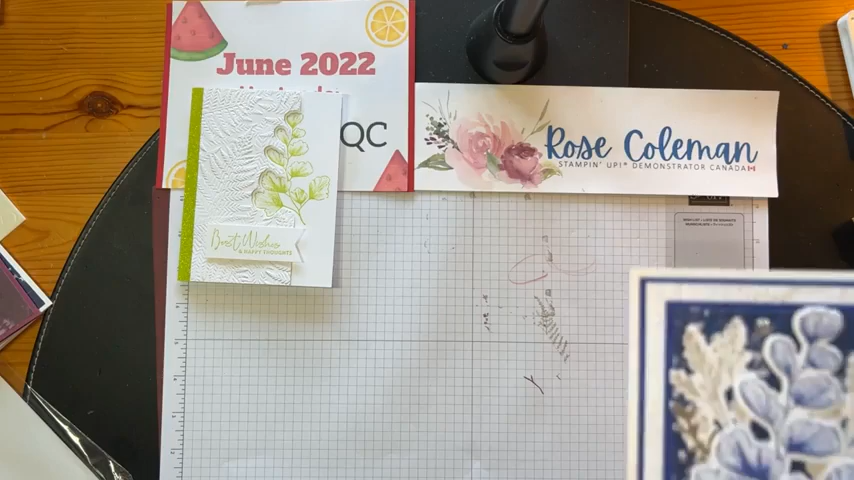 June 2022
QC
Rose Coleman
STAMPIN' UP!® DEMONSTRATOR CANADA
Best Wishes
& HAPPY THOUGHTS